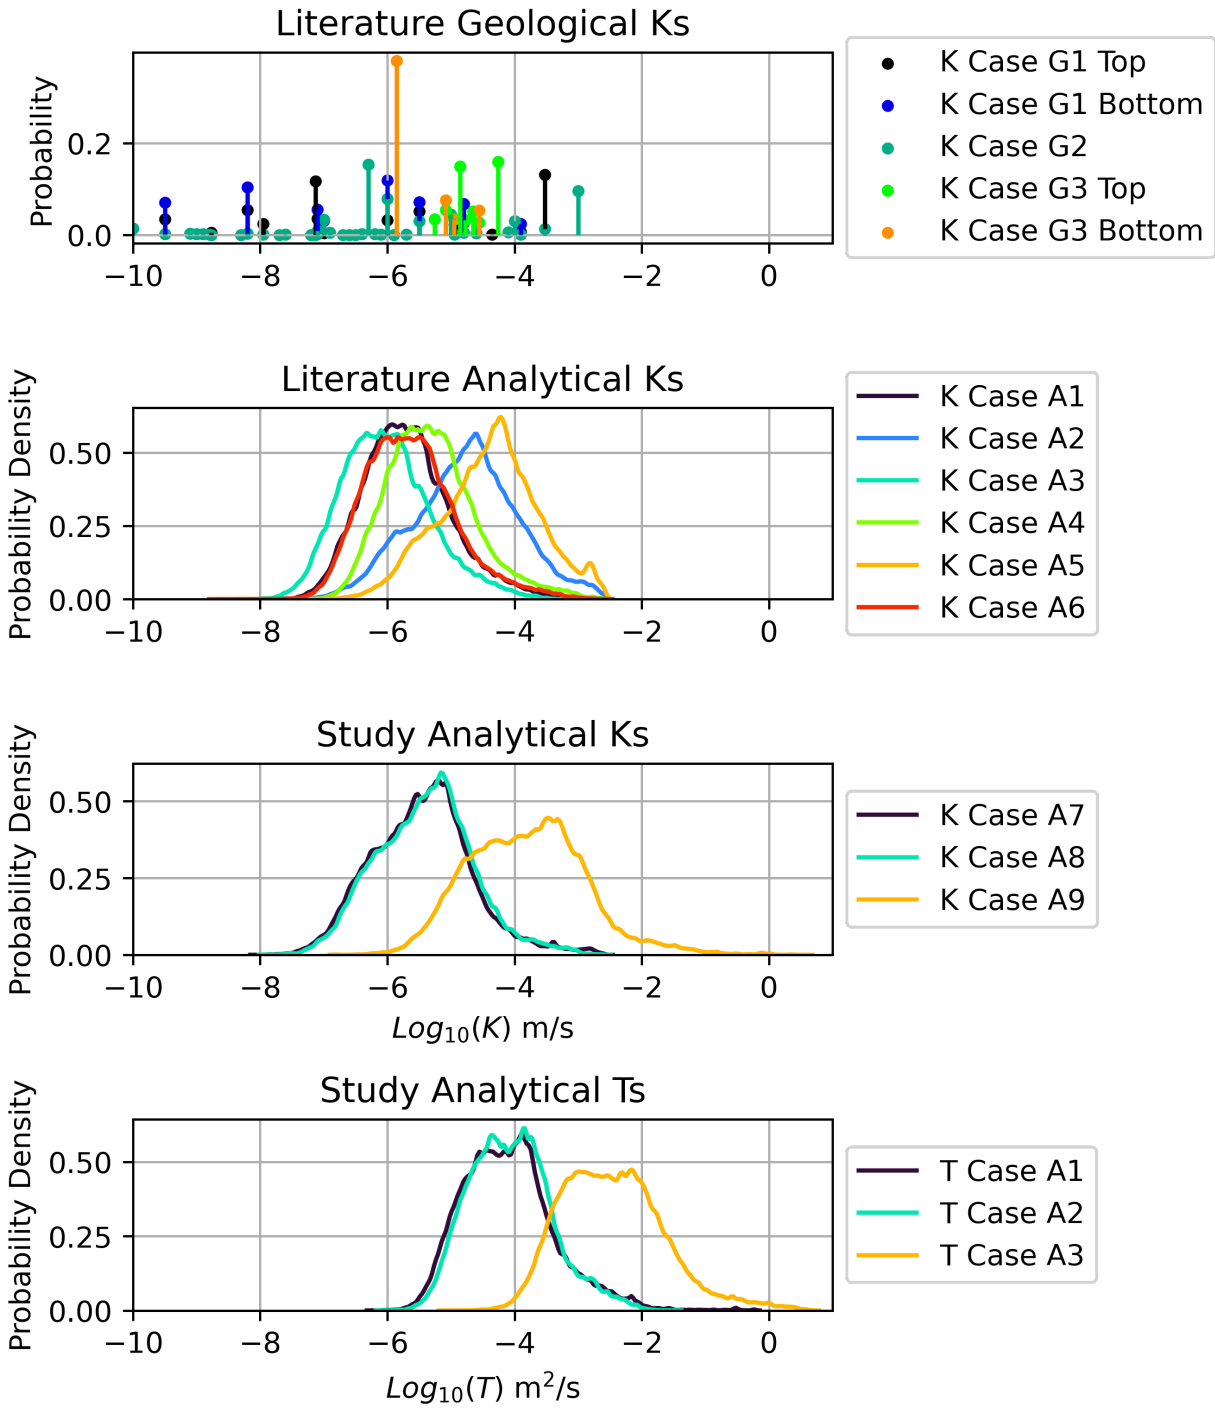 Literature Geological Ks
Probability
0.2
0.0
−10
−8
−6
−4
−2
0
K Case G1 Top
K Case G1 Bottom
K Case G2
K Case G3 Top
K Case G3 Bottom
Literature Analytical Ks
Probability Density
0.50
0.25
0.00
−10
−8
−6
−4
−2
0
K Case A1
K Case A2
K Case A3
K Case A4
K Case A5
K Case A6
Study Analytical Ks
Probability Density
0.50
0.25
0.00
−10
−8
−6
−4
−2
0
Log₁₀(K) m/s
K Case A7
K Case A8
K Case A9
Study Analytical Ts
Probability Density
0.50
0.25
0.00
−10
−8
−6
−4
−2
0
Log₁₀(T) m²/s
T Case A1
T Case A2
T Case A3